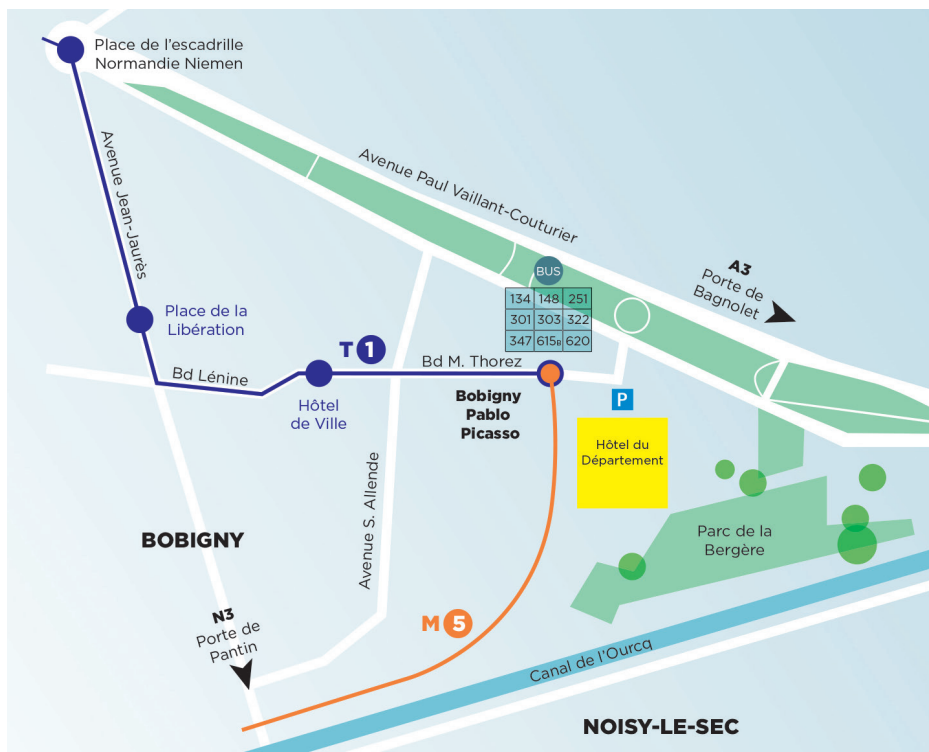 Place de l'escadrille
Normandie Niemen
Avenue Jean-Jaurès
Avenue Paul Vaillant-Couturier
A3
Porte de
Bagnolet
BUS
134 148 251
301 303 322
347 615B 620
Place de la
Libération
T 1
Bd M. Thorez
Bd Lénine
Hôtel
de Ville
Bobigny
Pablo
Picasso
P
Hôtel du
Département
Avenue S. Allende
Parc de la
Bergère
BOBIGNY
N3
Porte de
Pantin
M 5
Canal de l'Ourcq
NOISY-LE-SEC